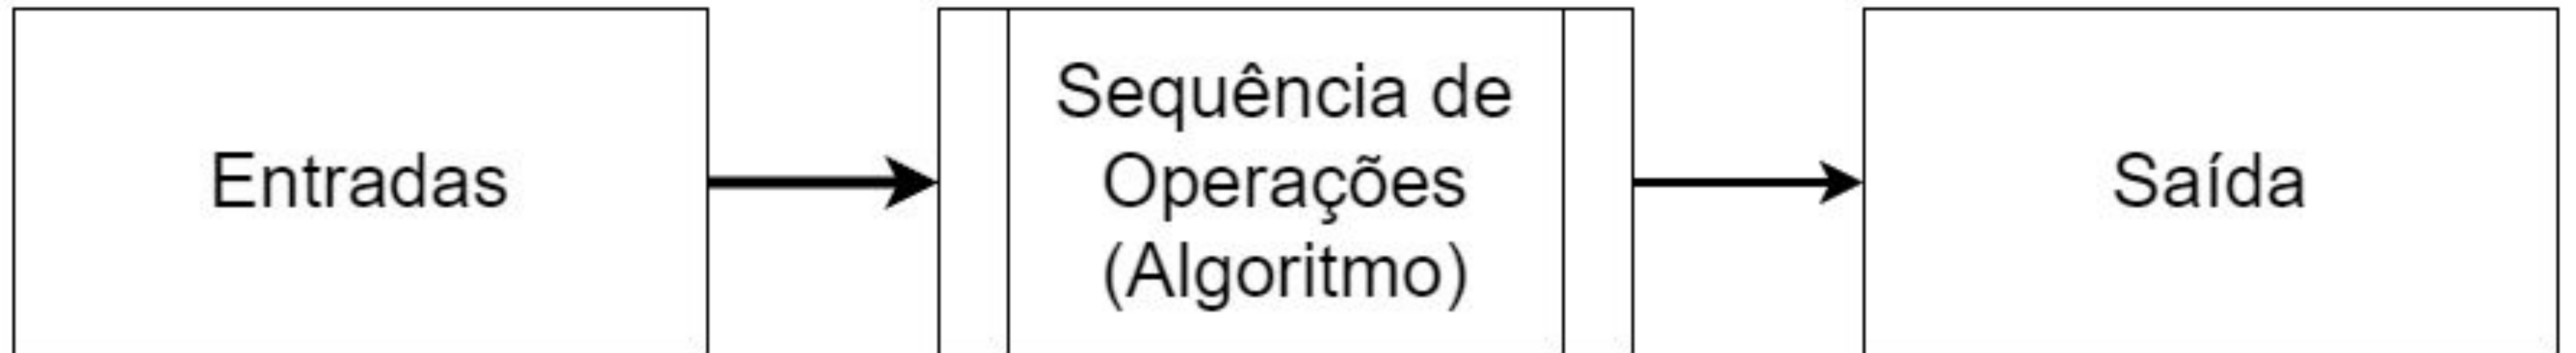 Entradas
Sequência de
Operações
(Algoritmo)
Saída